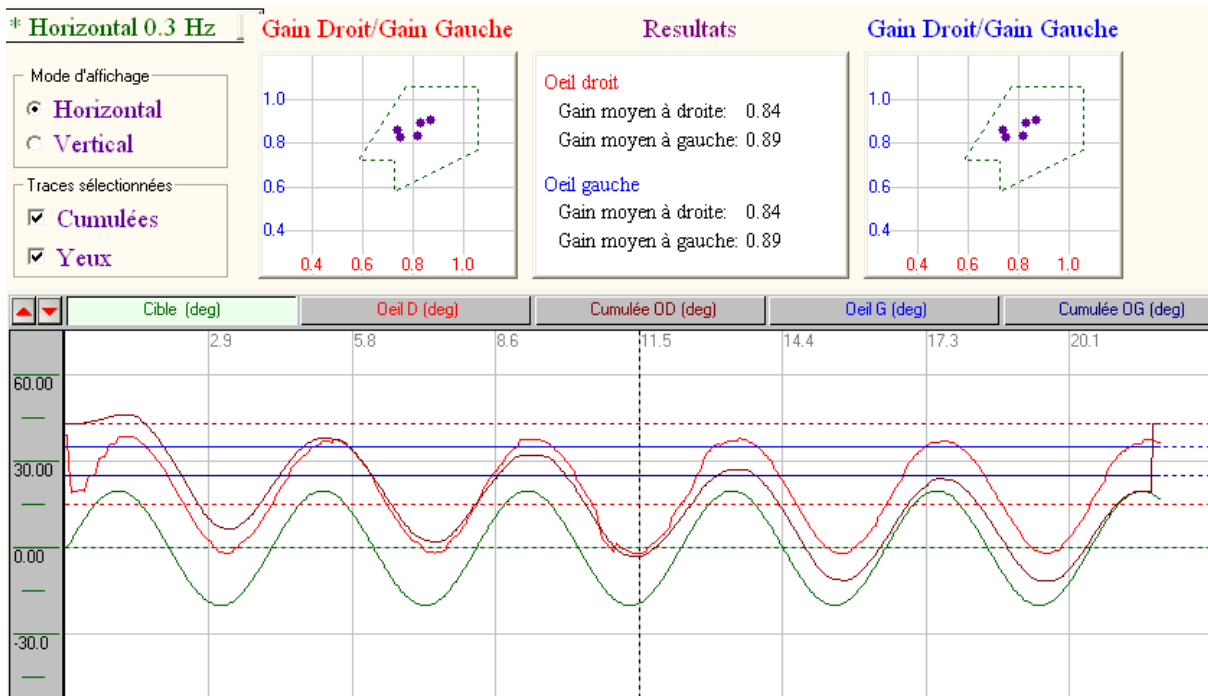 * Horizontal 0.3 Hz
Mode d'affichage
Horizontal
Vertical
Traces sélectionnées
Cumulées
Yeux
Gain Droit/Gain Gauche
1.0
0.8
0.6
0.4
0.4 0.6 0.8 1.0
Resultats
Oeil droit
Gain moyen à droite: 0.84
Gain moyen à gauche: 0.89
Oeil gauche
Gain moyen à droite: 0.84
Gain moyen à gauche: 0.89
Gain Droit/Gain Gauche
1.0
0.8
0.6
0.4
0.4 0.6 0.8 1.0
Cible (deg) Oeil D (deg) Cumulée OD (deg) Oeil G (deg) Cumulée OG (deg)
2.9 5.8 8.6 11.5 14.4 17.3 20.1
60.00
30.00
0.00
-30.0